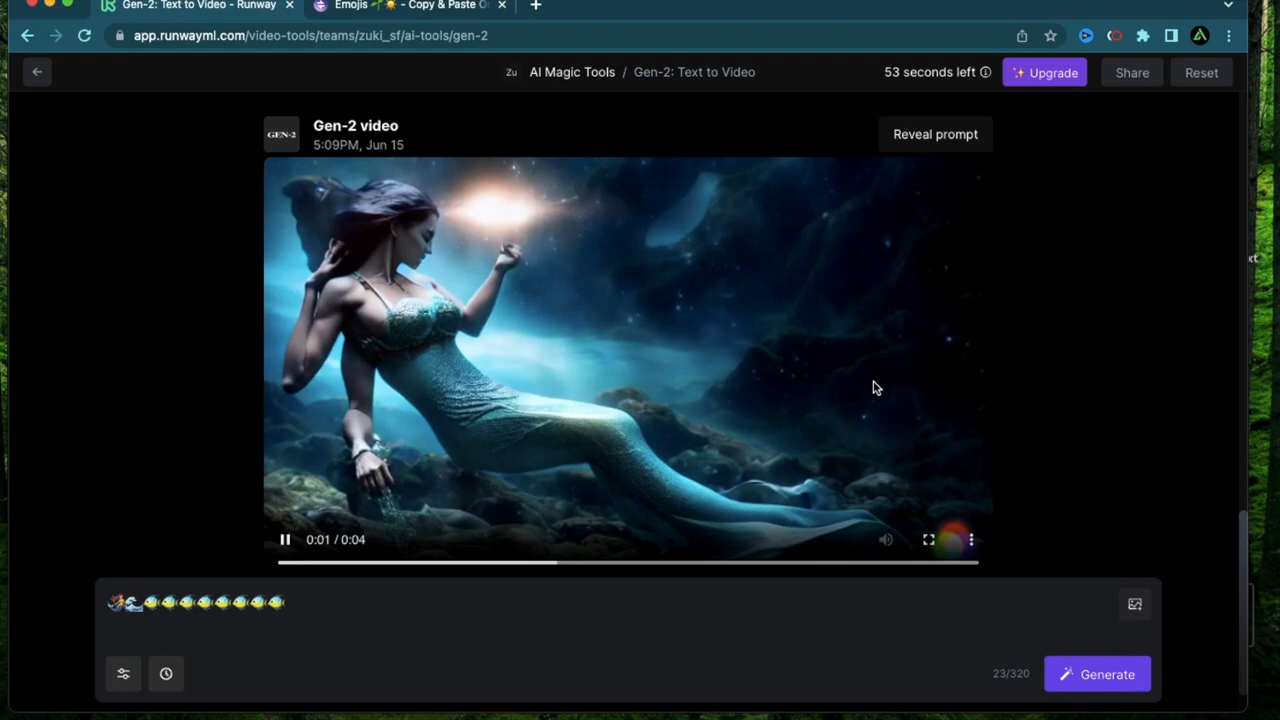 Gen-2: Text to Video - Runway
Emojis 🌱☀️ - Copy & Paste
app.runwayml.com/video-tools/teams/zuki_sf/ai-tools/gen-2
Zu AI Magic Tools / Gen-2: Text to Video
53 seconds left
✨ Upgrade
Share
Reset
GEN-2
Gen-2 video
5:09PM, Jun 15
Reveal prompt
0:01 / 0:04
🧜‍♀️🌊🐠🐠🐠🐠🐠🐠🐠🐠
23/320
Generate